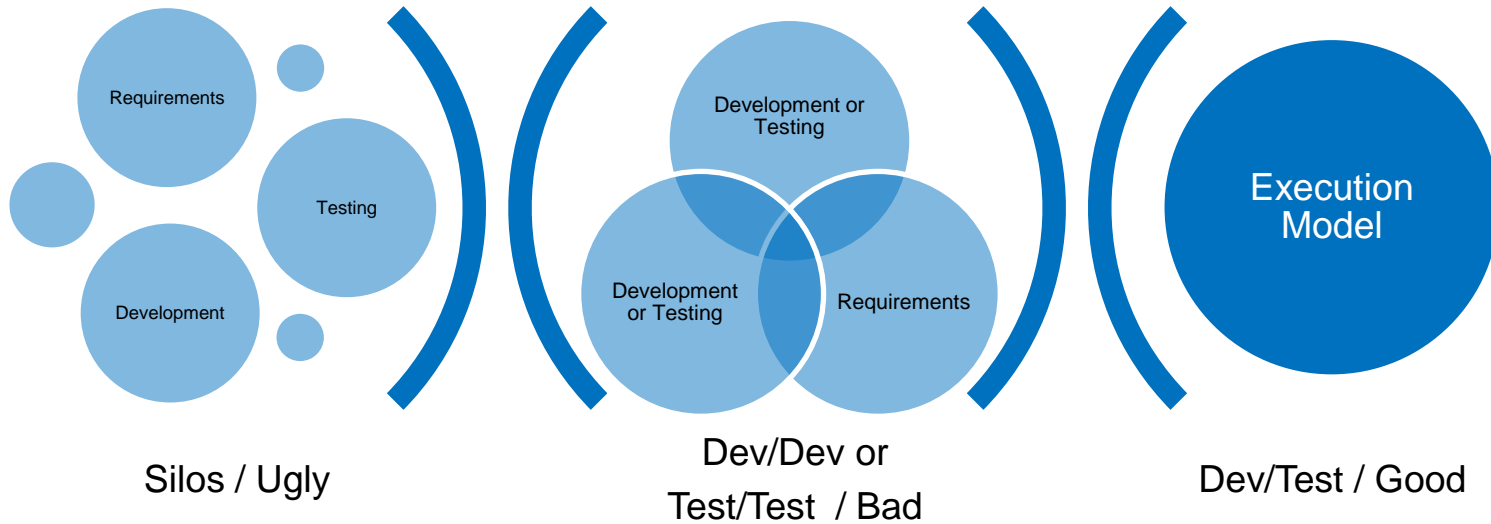 Requirements
Testing
Development
Silos / Ugly
Development or
Testing
Development
or Testing
Requirements
Dev/Dev or
Test/Test / Bad
Execution
Model
Dev/Test / Good